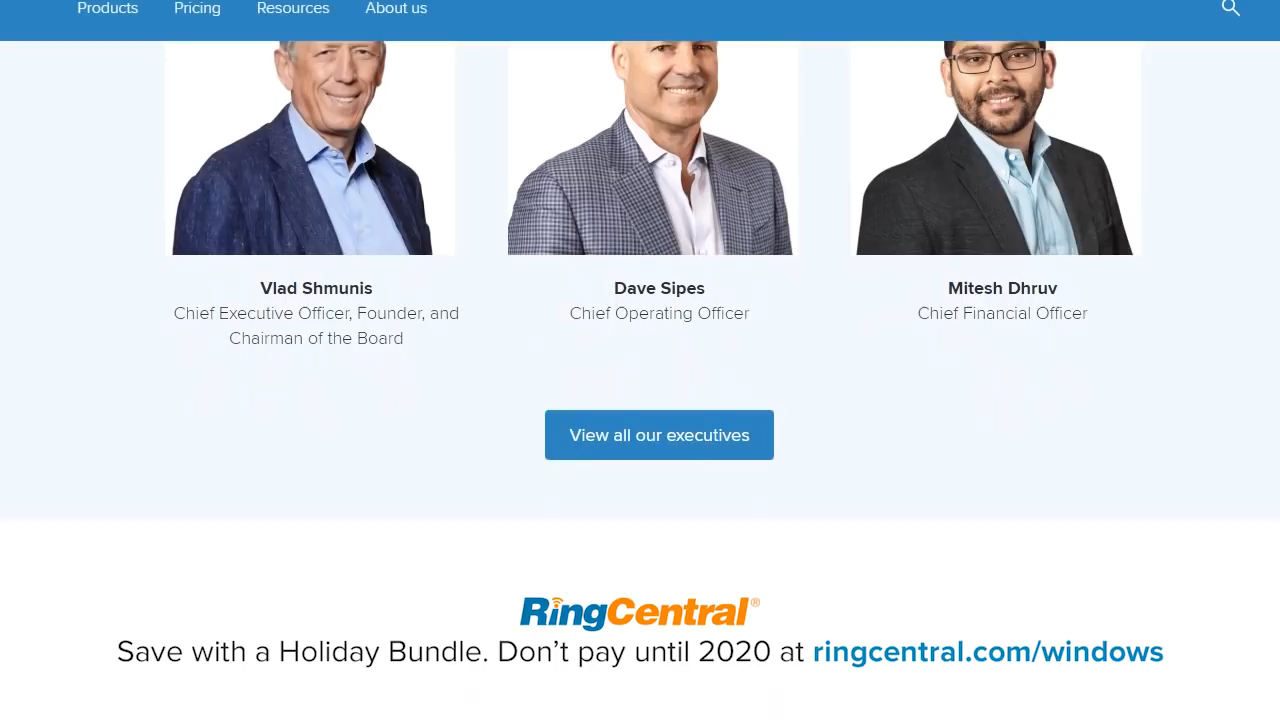 Products Pricing Resources About us
Vlad Shmunis Dave Sipes Mitesh Dhruv
Chief Executive Officer, Founder, and Chief Operating Officer Chief Financial Officer
Chairman of the Board
View all our executives
RingCentral®
Save with a Holiday Bundle. Don’t pay until 2020 at ringcentral.com/windows